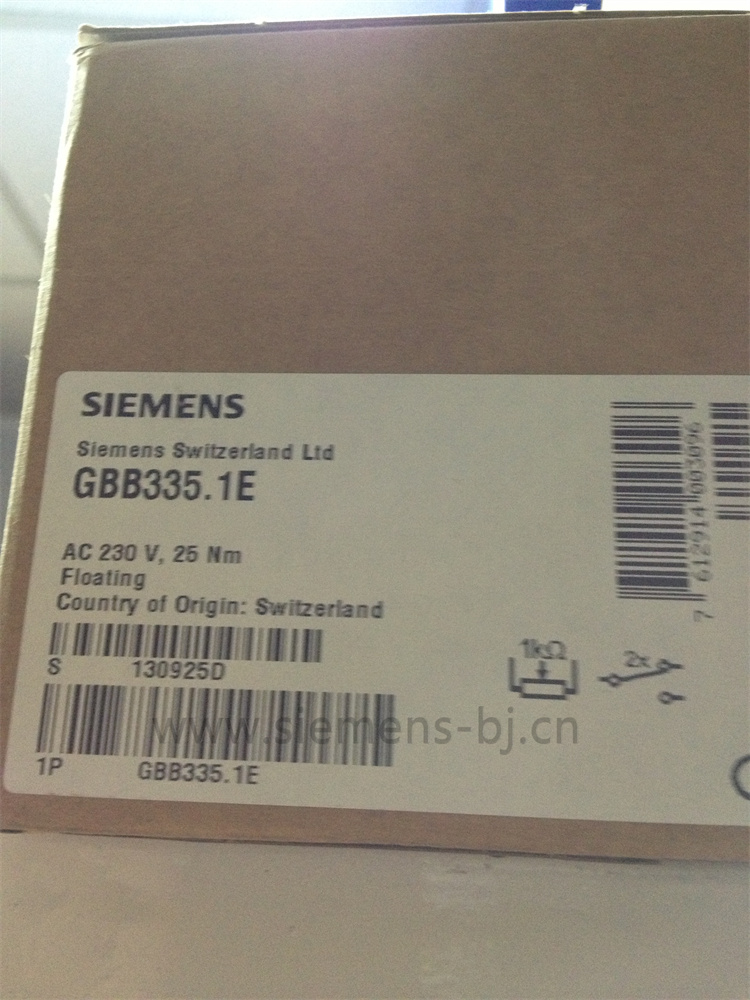 SIEMENS
Siemens Switzerland Ltd
GBB335.1E
AC 230 V, 25 Nm
Floating
Country of Origin: Switzerland
S 130925D
1P GBB335.1E
1kΩ
2x
7 612914 003096
www.siemens-bj.cn